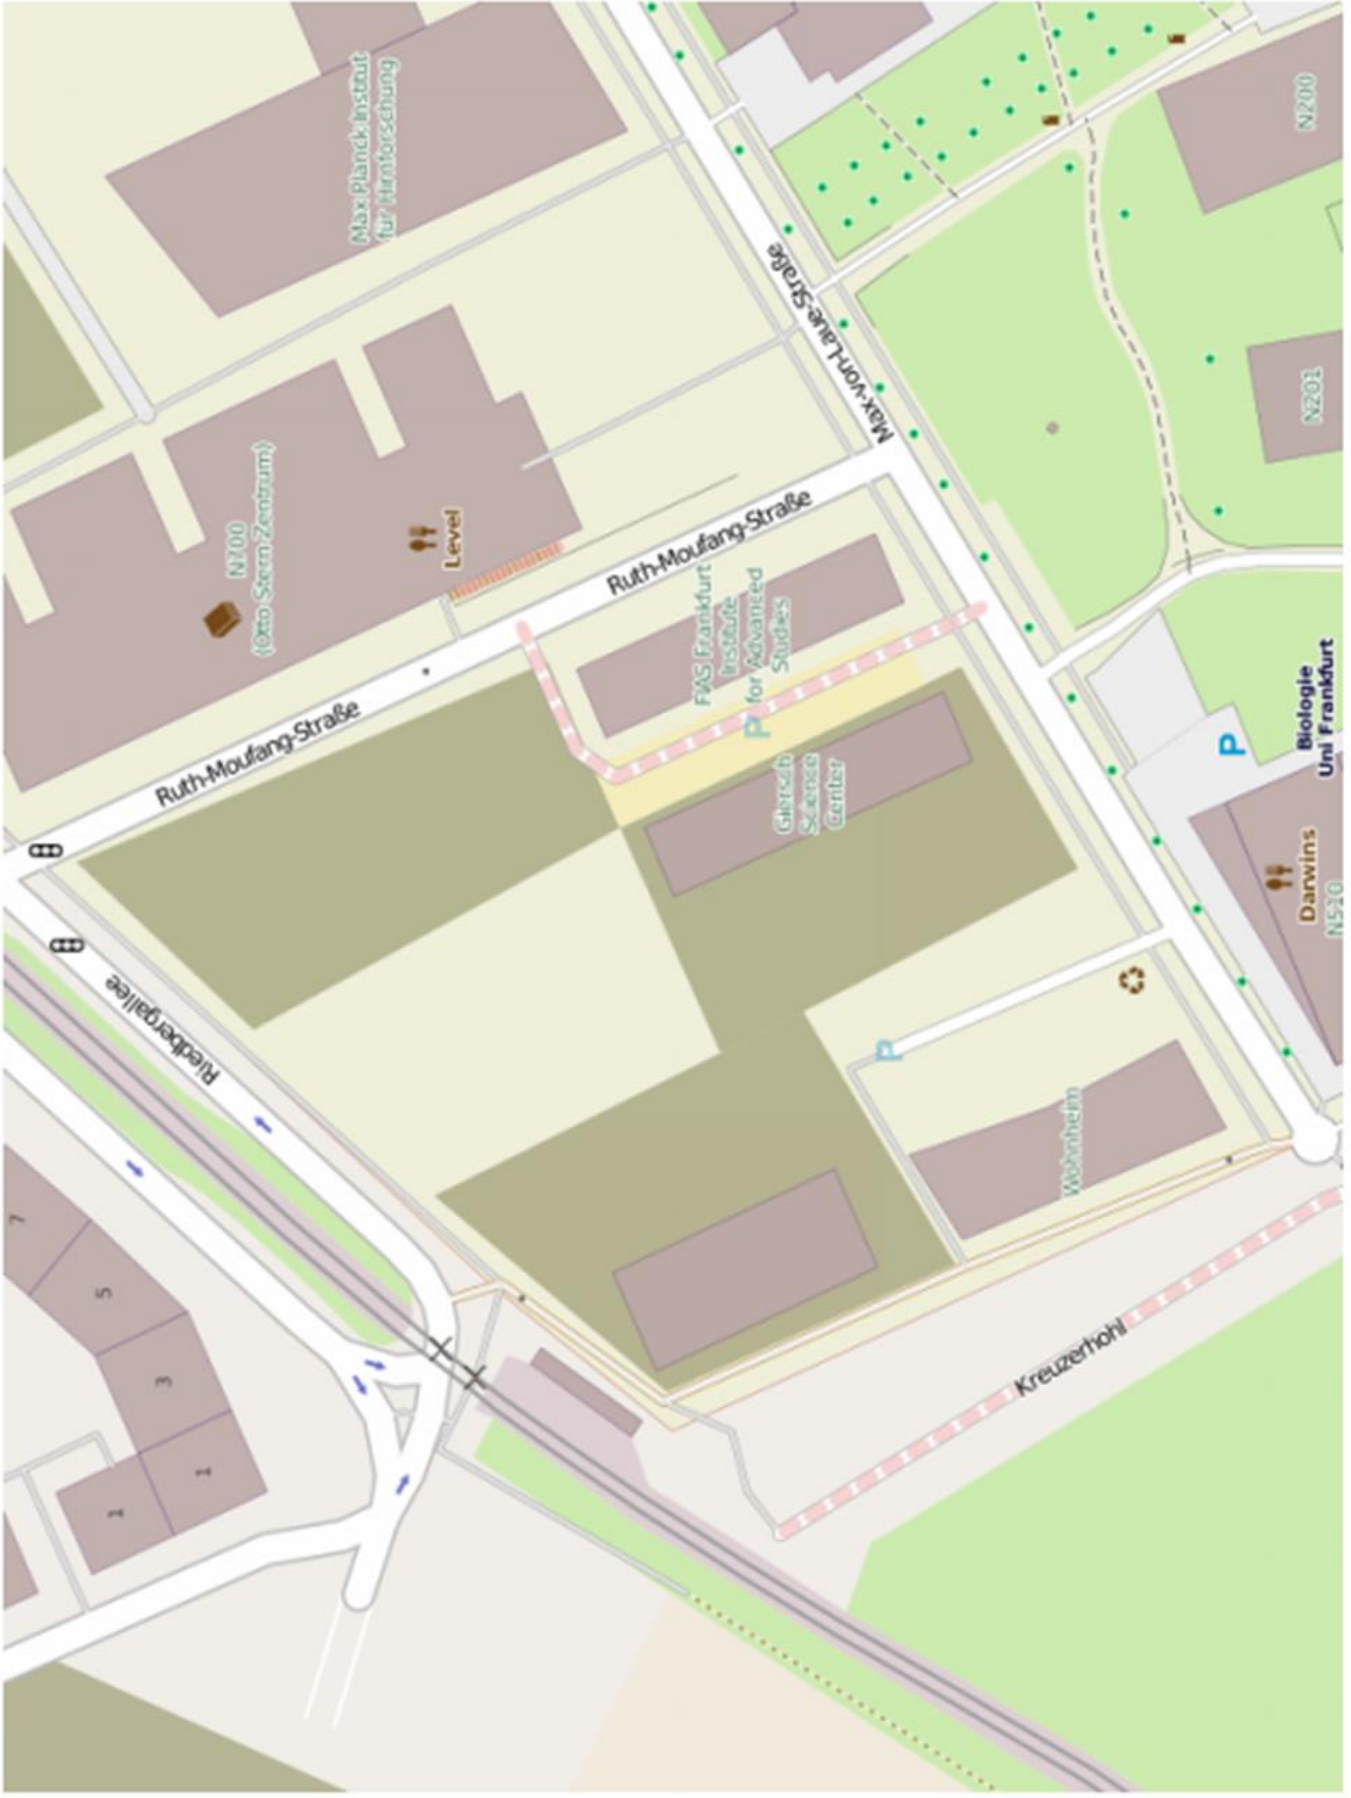 Max Planck Institut
für Hirnforschung
N200
Max-von-Laue-Straße
N201
N700
(Otto Stern Zentrum)
Level
Ruth-Moufang-Straße
FIAS Frankfurt
Institute
for Advanced
Studies
P
Ruth-Moufang-Straße
Giersch
Science
Center
P
Biologie
Uni Frankfurt
Darwins
N510
Riedbergallee
P
Wohnheim
7
5
3
1
1
Kreuzerhohl